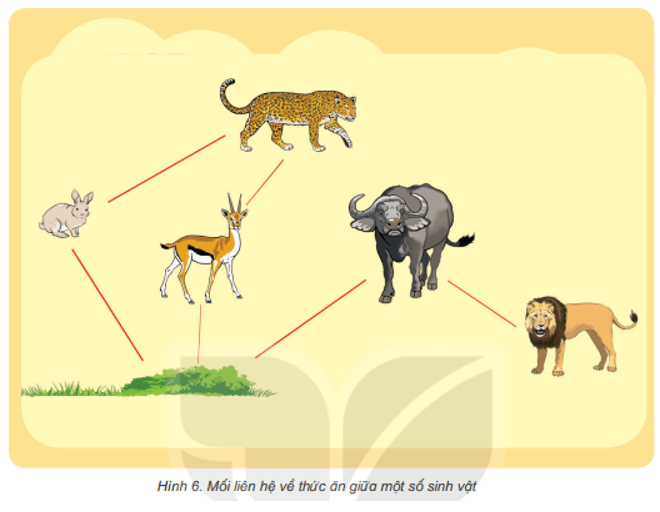 Hình 6. Mối liên hệ về thức ăn giữa một số sinh vật